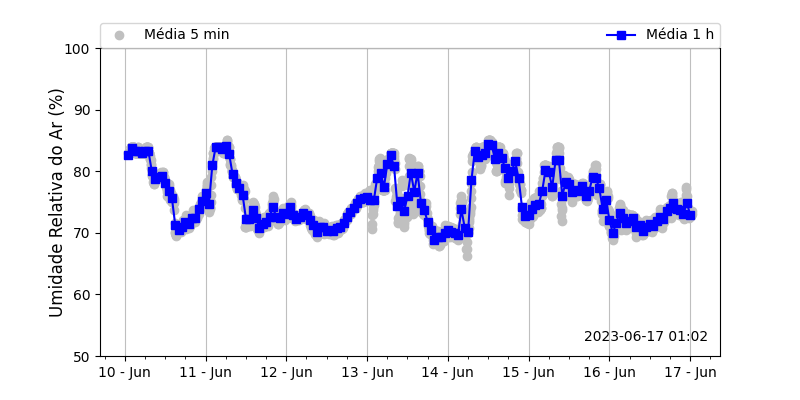 Média 5 min
Média 1 h
Umidade Relativa do Ar (%)
100
90
80
70
60
50
2023-06-17 01:02
10 - Jun
11 - Jun
12 - Jun
13 - Jun
14 - Jun
15 - Jun
16 - Jun
17 - Jun